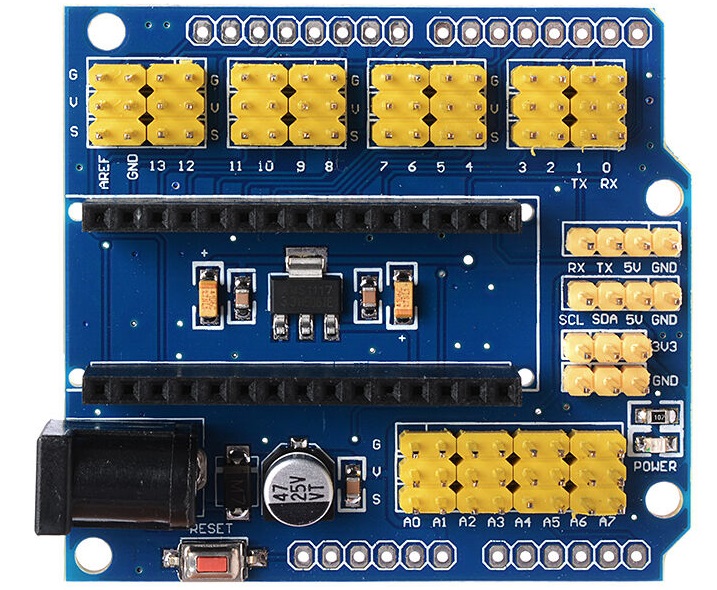 G G G G
V V V V
S S S S
AREF GND 13 12 11 10 9 8 7 6 5 4 3 2 1 0
TX RX
RX TX 5V GND
SCL SDA 5V GND
3V3
GND
107
POWER
G
V
S
A0 A1 A2 A3 A4 A5 A6 A7
47
25V
VT
RESET
+
+